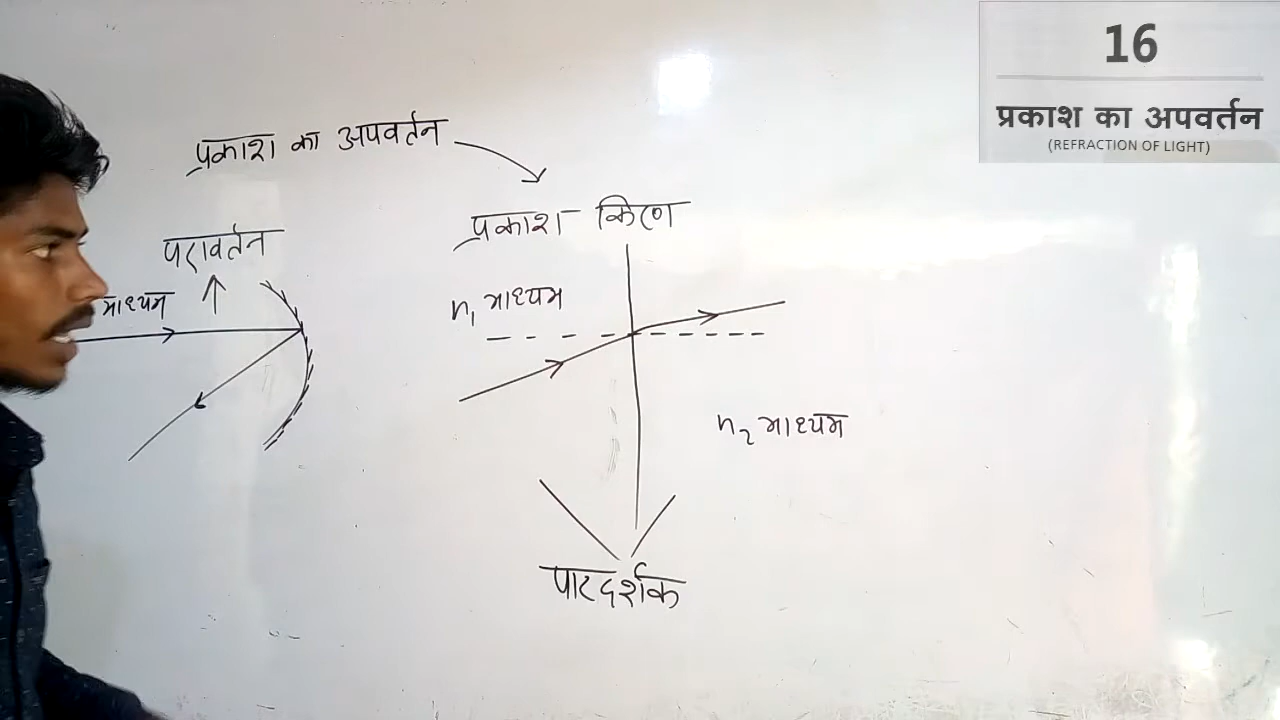 16
प्रकाश का अपवर्तन
(REFRACTION OF LIGHT)
प्रकाश का अपवर्तन
प्रकाश किरण
परावर्तन
माध्यम
n₁ माध्यम
n₂ माध्यम
पारदर्शक